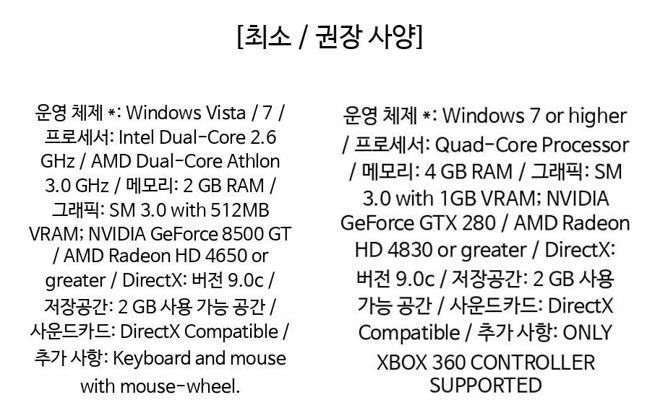 [최소 / 권장 사양]
운영 체제 *: Windows Vista / 7 /
프로세서: Intel Dual-Core 2.6
GHz / AMD Dual-Core Athlon
3.0 GHz / 메모리: 2 GB RAM /
그래픽: SM 3.0 with 512MB
VRAM; NVIDIA GeForce 8500 GT
/ AMD Radeon HD 4650 or
greater / DirectX: 버전 9.0c /
저장공간: 2 GB 사용 가능 공간 /
사운드카드: DirectX Compatible /
추가 사항: Keyboard and mouse
with mouse-wheel.
운영 체제 *: Windows 7 or higher
/ 프로세서: Quad-Core Processor
/ 메모리: 4 GB RAM / 그래픽: SM
3.0 with 1GB VRAM; NVIDIA
GeForce GTX 280 / AMD Radeon
HD 4830 or greater / DirectX:
버전 9.0c / 저장공간: 2 GB 사용
가능 공간 / 사운드카드: DirectX
Compatible / 추가 사항: ONLY
XBOX 360 CONTROLLER
SUPPORTED